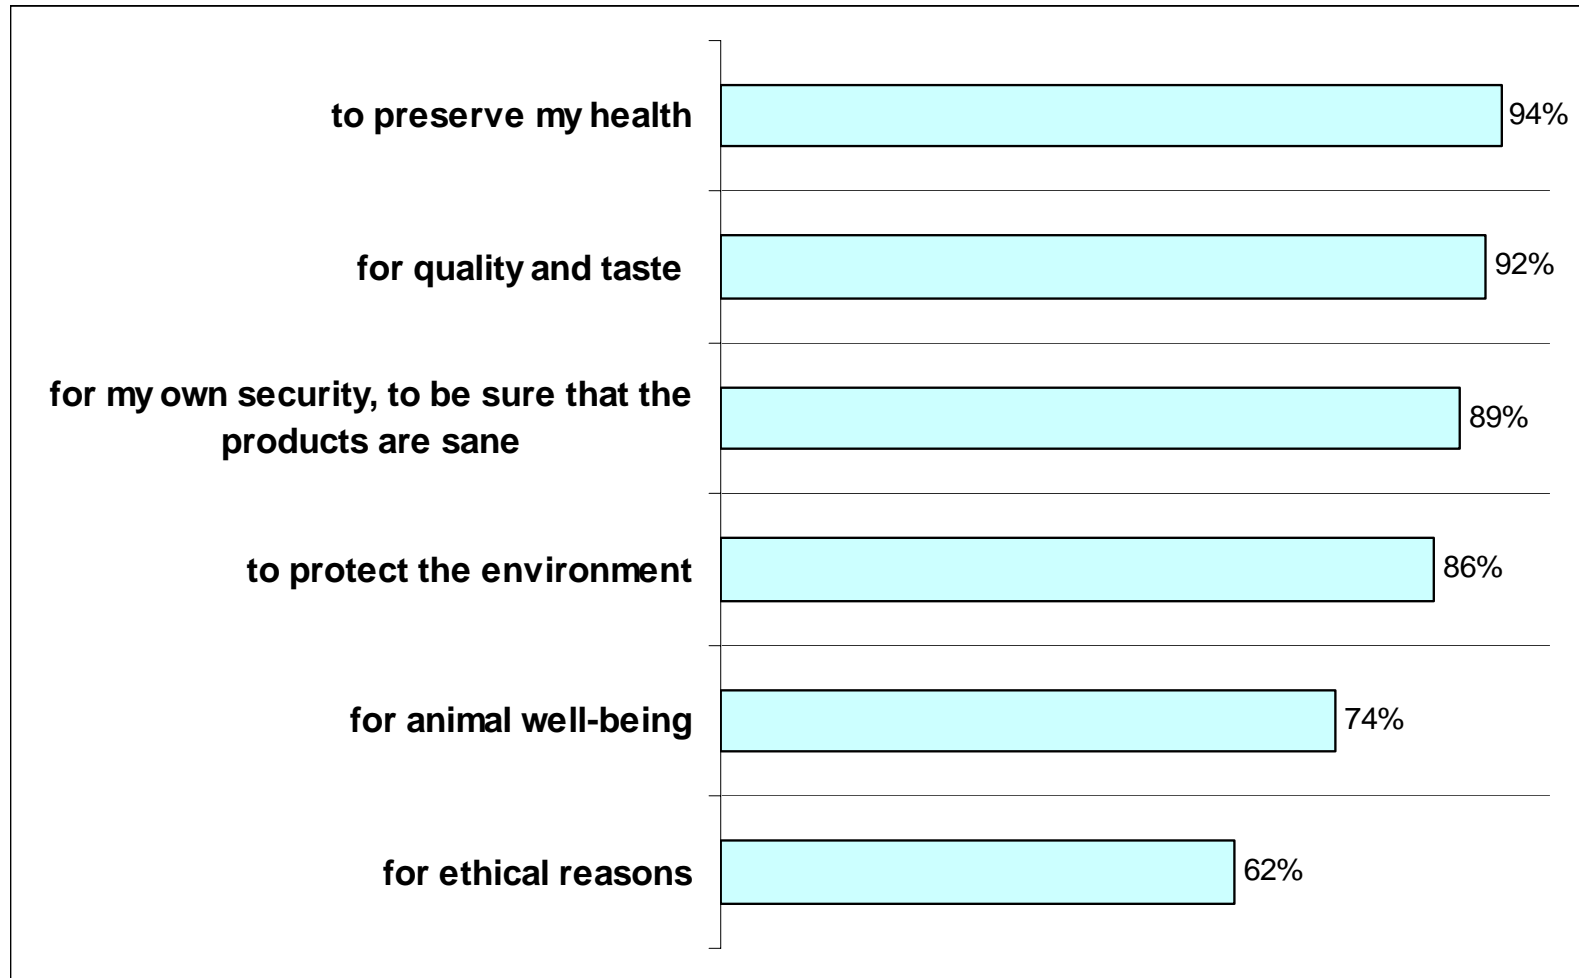 to preserve my health
94%
for quality and taste
92%
for my own security, to be sure that the
products are sane
89%
to protect the environment
86%
for animal well-being
74%
for ethical reasons
62%